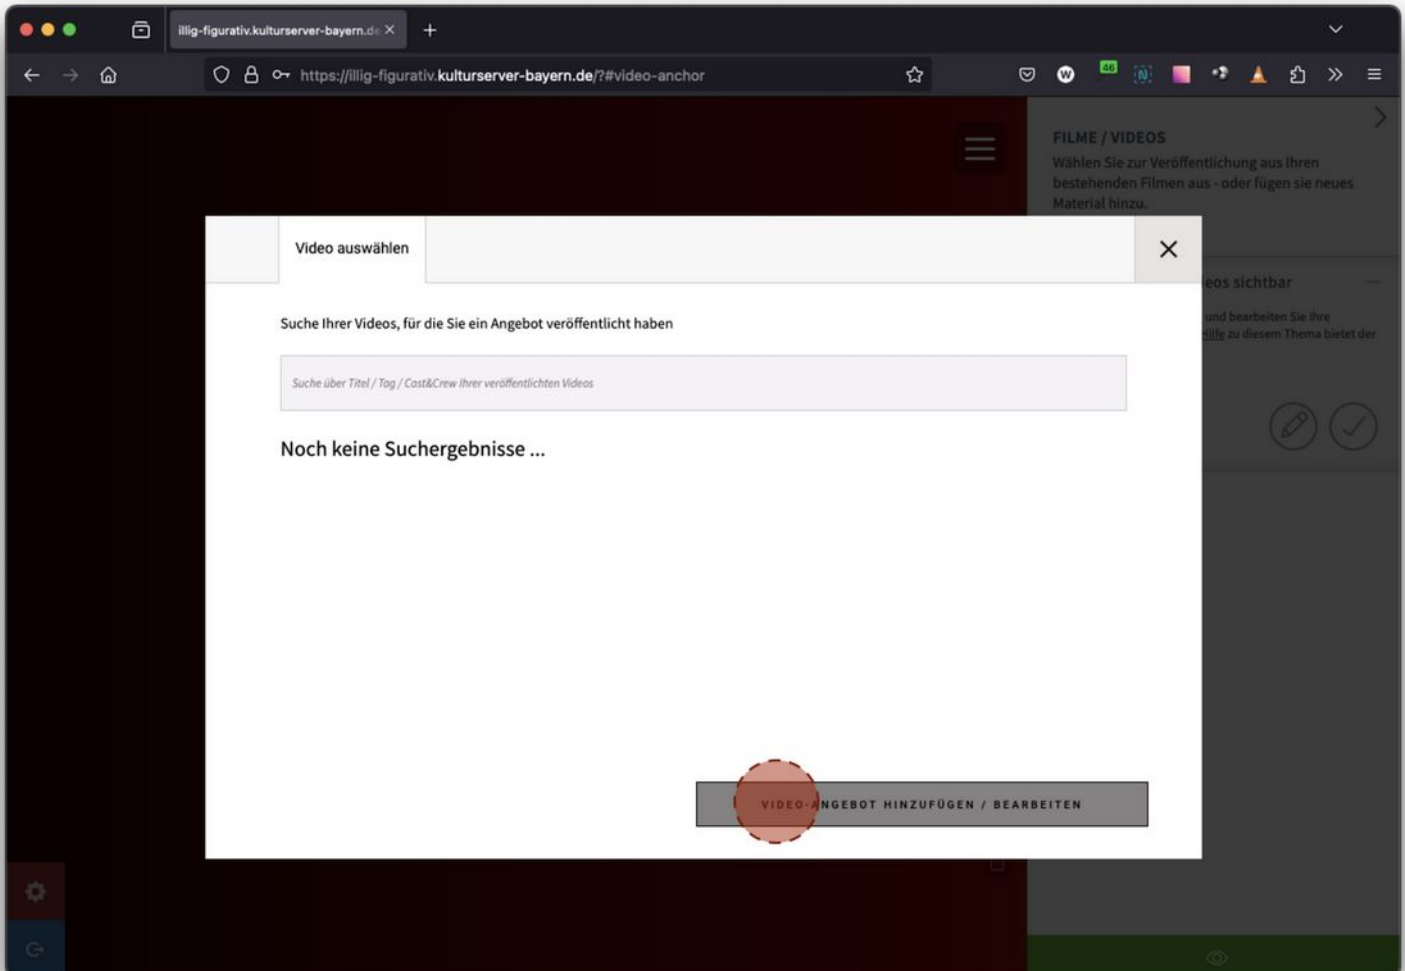 illig-figurativ.kulturserver-bayern.de
https://illig-figurativ.kulturserver-bayern.de/?#video-anchor
W
46
N
FILME / VIDEOS
Wählen Sie zur Veröffentlichung aus Ihren
bestehenden Filmen aus - oder fügen sie neues
Material hinzu.
Video auswählen
eos sichtbar
Suche Ihrer Videos, für die Sie ein Angebot veröffentlicht haben
und bearbeiten Sie Ihre
Hilfe zu diesem Thema bietet der
Suche über Titel / Tag / Cast&Crew Ihrer veröffentlichten Videos
Noch keine Suchergebnisse ...
VIDEO-ANGEBOT HINZUFÜGEN / BEARBEITEN